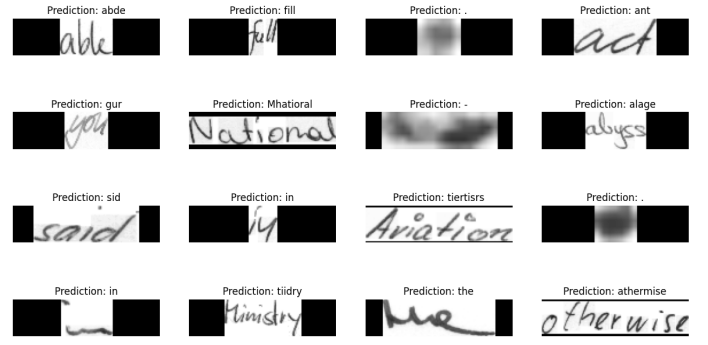 Prediction: abde Prediction: fill Prediction: . Prediction: ant
able full . act
Prediction: gur Prediction: Mhatioral Prediction: - Prediction: alage
you National - abyss
Prediction: sid Prediction: in Prediction: tiertisrs Prediction: .
said Aviation .
Prediction: in Prediction: tiidry Prediction: the Prediction: athermise
Ministry the otherwise